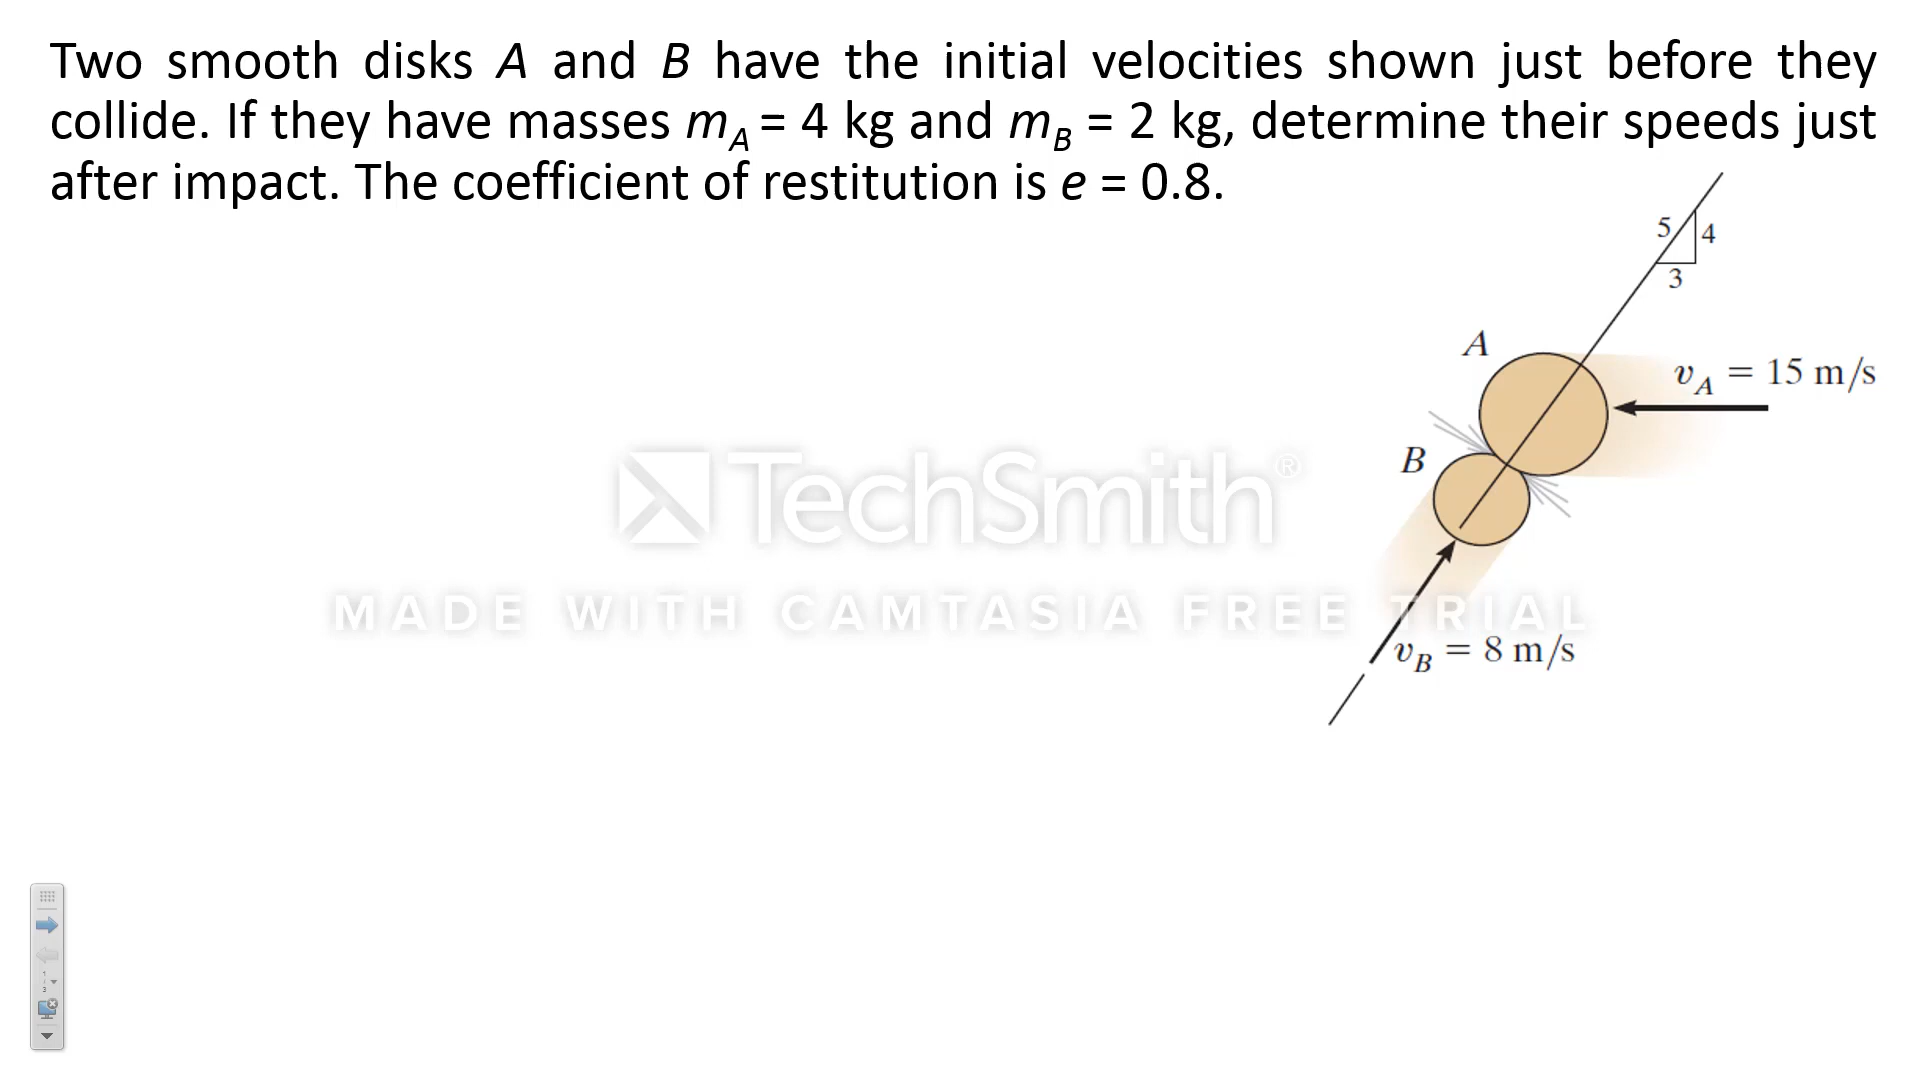 Two smooth disks A and B have the initial velocities shown just before they
collide. If they have masses mA = 4 kg and mB = 2 kg, determine their speeds just
after impact. The coefficient of restitution is e = 0.8.
5
4
3
A
vA = 15 m/s
B
TechSmith®
MADE WITH CAMTASIA FREE TRIAL
vB = 8 m/s
1
/
3